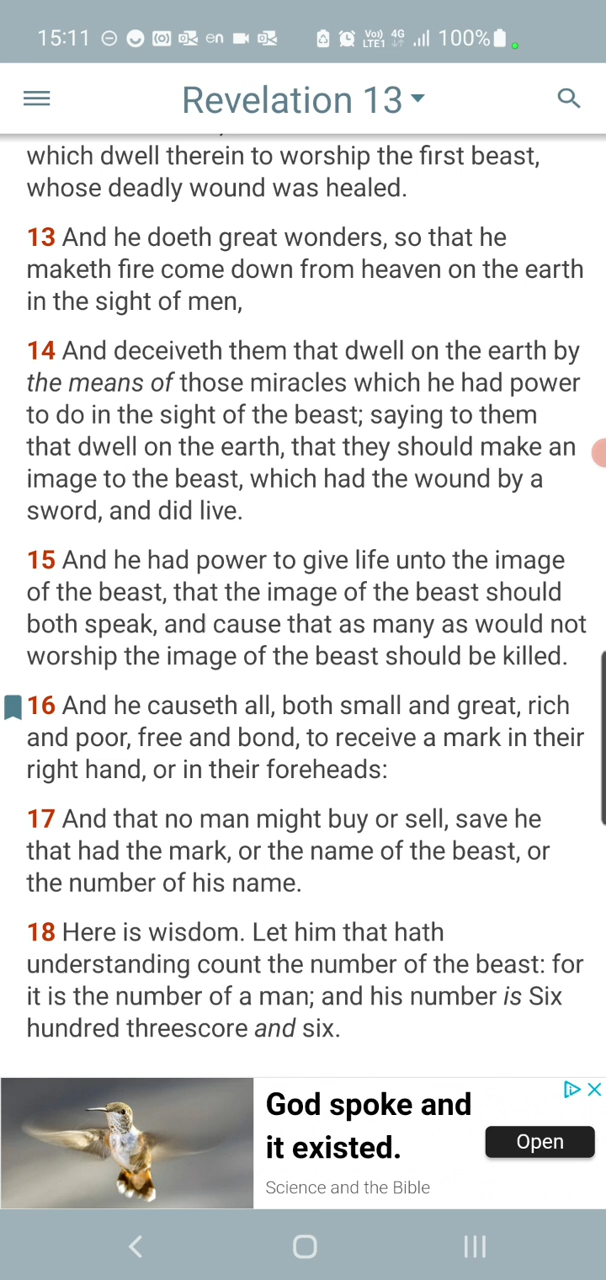 15:11
en
Vo))
4G
LTE1
100%
Revelation 13
which dwell therein to worship the first beast,
whose deadly wound was healed.
13 And he doeth great wonders, so that he
maketh fire come down from heaven on the earth
in the sight of men,
14 And deceiveth them that dwell on the earth by
the means of those miracles which he had power
to do in the sight of the beast; saying to them
that dwell on the earth, that they should make an
image to the beast, which had the wound by a
sword, and did live.
15 And he had power to give life unto the image
of the beast, that the image of the beast should
both speak, and cause that as many as would not
worship the image of the beast should be killed.
16 And he causeth all, both small and great, rich
and poor, free and bond, to receive a mark in their
right hand, or in their foreheads:
17 And that no man might buy or sell, save he
that had the mark, or the name of the beast, or
the number of his name.
18 Here is wisdom. Let him that hath
understanding count the number of the beast: for
it is the number of a man; and his number is Six
hundred threescore and six.
God spoke and
it existed.
Open
Science and the Bible